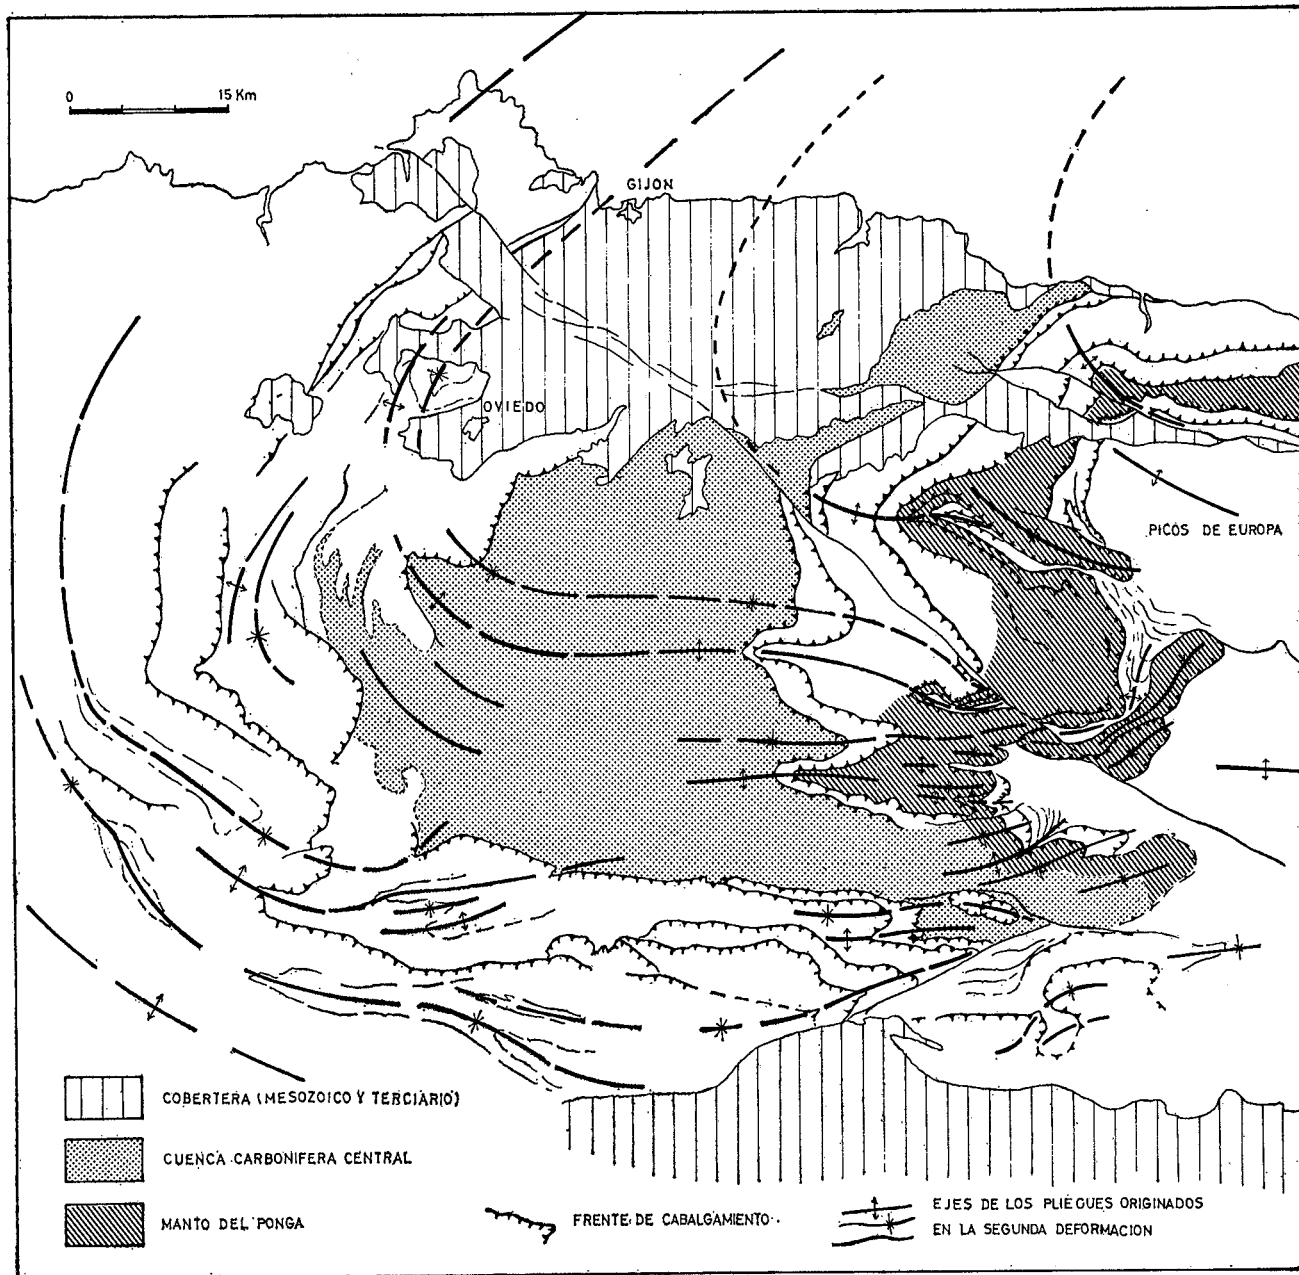 0 15 Km
GIJON
OVIEDO
PICOS DE EUROPA
COBERTERA (MESOZOICO Y TERCIARIO)
CUENCA CARBONIFERA CENTRAL
MANTO DEL PONGA
FRENTE DE CABALGAMIENTO
EJES DE LOS PLIEGUES ORIGINADOS
EN LA SEGUNDA DEFORMACION